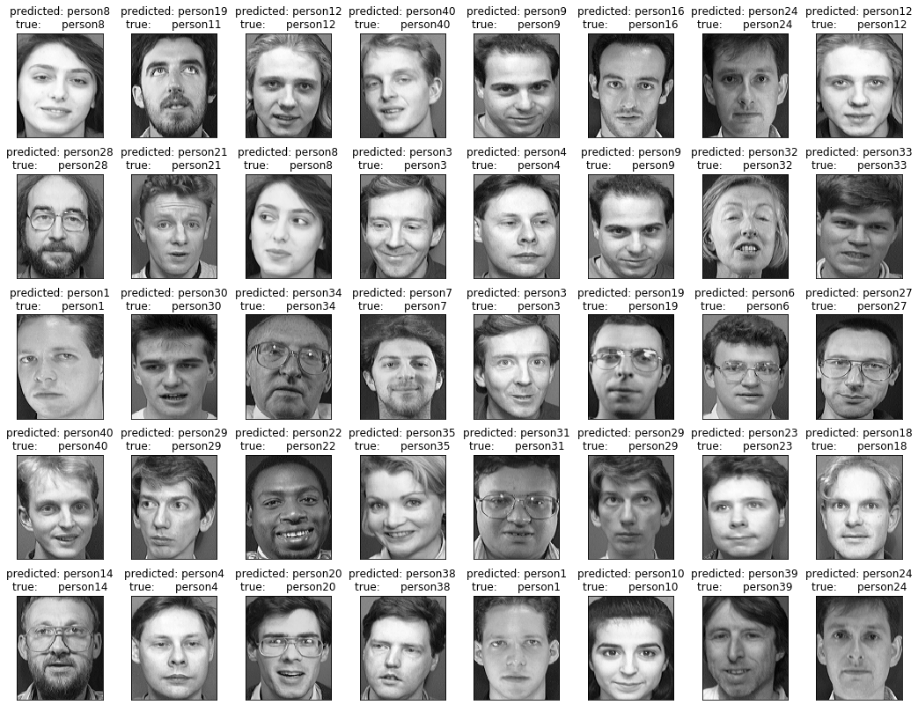 predicted: person8
true: person8
predicted: person19
true: person11
predicted: person12
true: person12
predicted: person40
true: person40
predicted: person9
true: person9
predicted: person16
true: person16
predicted: person24
true: person24
predicted: person12
true: person12
predicted: person28
true: person28
predicted: person21
true: person21
predicted: person8
true: person8
predicted: person3
true: person3
predicted: person4
true: person4
predicted: person9
true: person9
predicted: person32
true: person32
predicted: person33
true: person33
predicted: person1
true: person1
predicted: person30
true: person30
predicted: person34
true: person34
predicted: person7
true: person7
predicted: person3
true: person3
predicted: person19
true: person19
predicted: person6
true: person6
predicted: person27
true: person27
predicted: person40
true: person40
predicted: person29
true: person29
predicted: person22
true: person22
predicted: person35
true: person35
predicted: person31
true: person31
predicted: person29
true: person29
predicted: person23
true: person23
predicted: person18
true: person18
predicted: person14
true: person14
predicted: person4
true: person4
predicted: person20
true: person20
predicted: person38
true: person38
predicted: person1
true: person1
predicted: person10
true: person10
predicted: person39
true: person39
predicted: person24
true: person24